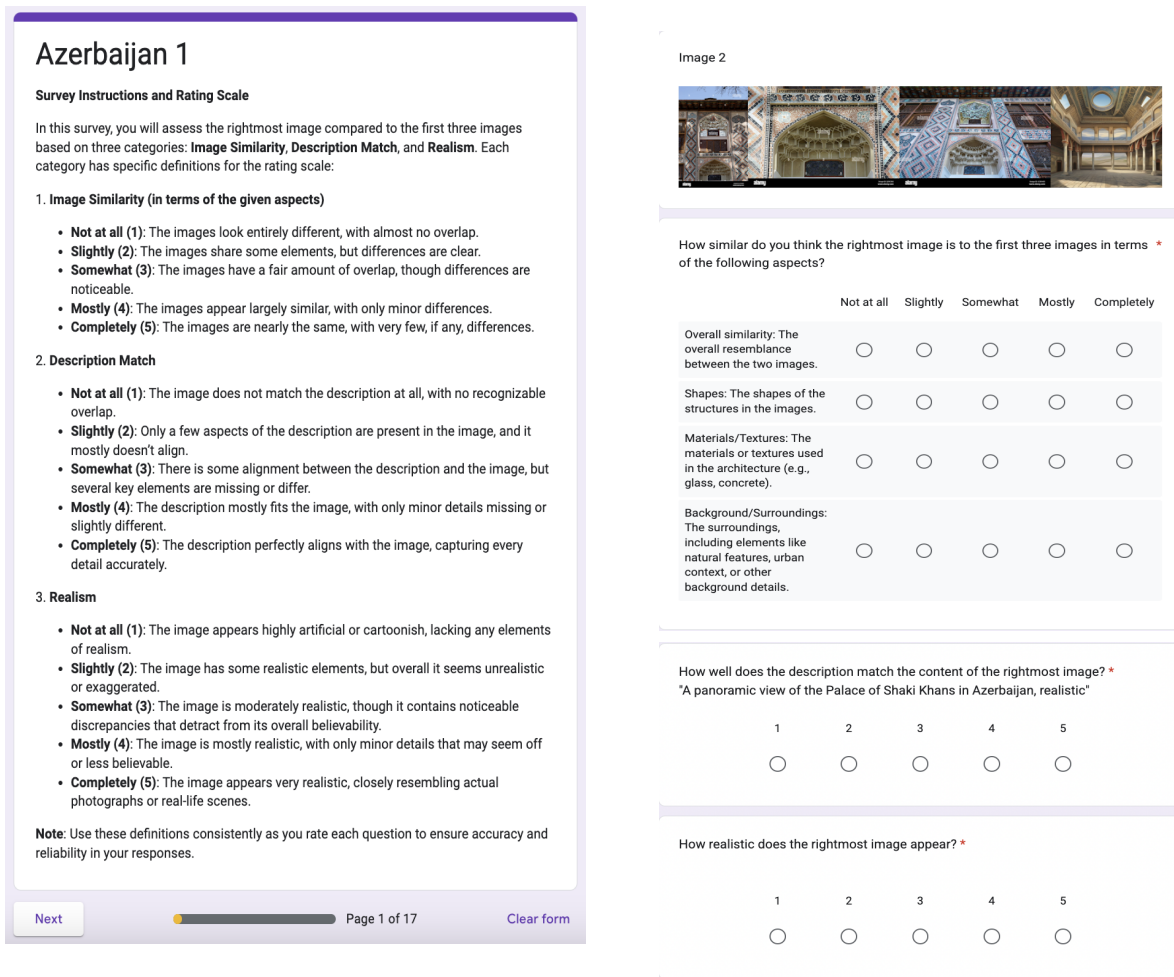 Azerbaijan 1
Survey Instructions and Rating Scale
In this survey, you will assess the rightmost image compared to the first three images
based on three categories: Image Similarity, Description Match, and Realism. Each
category has specific definitions for the rating scale:
1. Image Similarity (in terms of the given aspects)
• Not at all (1): The images look entirely different, with almost no overlap.
• Slightly (2): The images share some elements, but differences are clear.
• Somewhat (3): The images have a fair amount of overlap, though differences are
noticeable.
• Mostly (4): The images appear largely similar, with only minor differences.
• Completely (5): The images are nearly the same, with very few, if any, differences.
2. Description Match
• Not at all (1): The image does not match the description at all, with no recognizable
overlap.
• Slightly (2): Only a few aspects of the description are present in the image, and it
mostly doesn't align.
• Somewhat (3): There is some alignment between the description and the image, but
several key elements are missing or differ.
• Mostly (4): The description mostly fits the image, with only minor details missing or
slightly different.
• Completely (5): The description perfectly aligns with the image, capturing every
detail accurately.
3. Realism
• Not at all (1): The image appears highly artificial or cartoonish, lacking any elements
of realism.
• Slightly (2): The image has some realistic elements, but overall it seems unrealistic
or exaggerated.
• Somewhat (3): The image is moderately realistic, though it contains noticeable
discrepancies that detract from its overall believability.
• Mostly (4): The image is mostly realistic, with only minor details that may seem off
or less believable.
• Completely (5): The image appears very realistic, closely resembling actual
photographs or real-life scenes.
Note: Use these definitions consistently as you rate each question to ensure accuracy and
reliability in your responses.
Next
Page 1 of 17
Clear form
Image 2
alamy
alamy
alamy
How similar do you think the rightmost image is to the first three images in terms *
of the following aspects?
Not at all Slightly Somewhat Mostly Completely
Overall similarity: The
overall resemblance
between the two images.
Shapes: The shapes of the
structures in the images.
Materials/Textures: The
materials or textures used
in the architecture (e.g.,
glass, concrete).
Background/Surroundings:
The surroundings,
including elements like
natural features, urban
context, or other
background details.
How well does the description match the content of the rightmost image? *
"A panoramic view of the Palace of Shaki Khans in Azerbaijan, realistic"
1 2 3 4 5
How realistic does the rightmost image appear? *
1 2 3 4 5